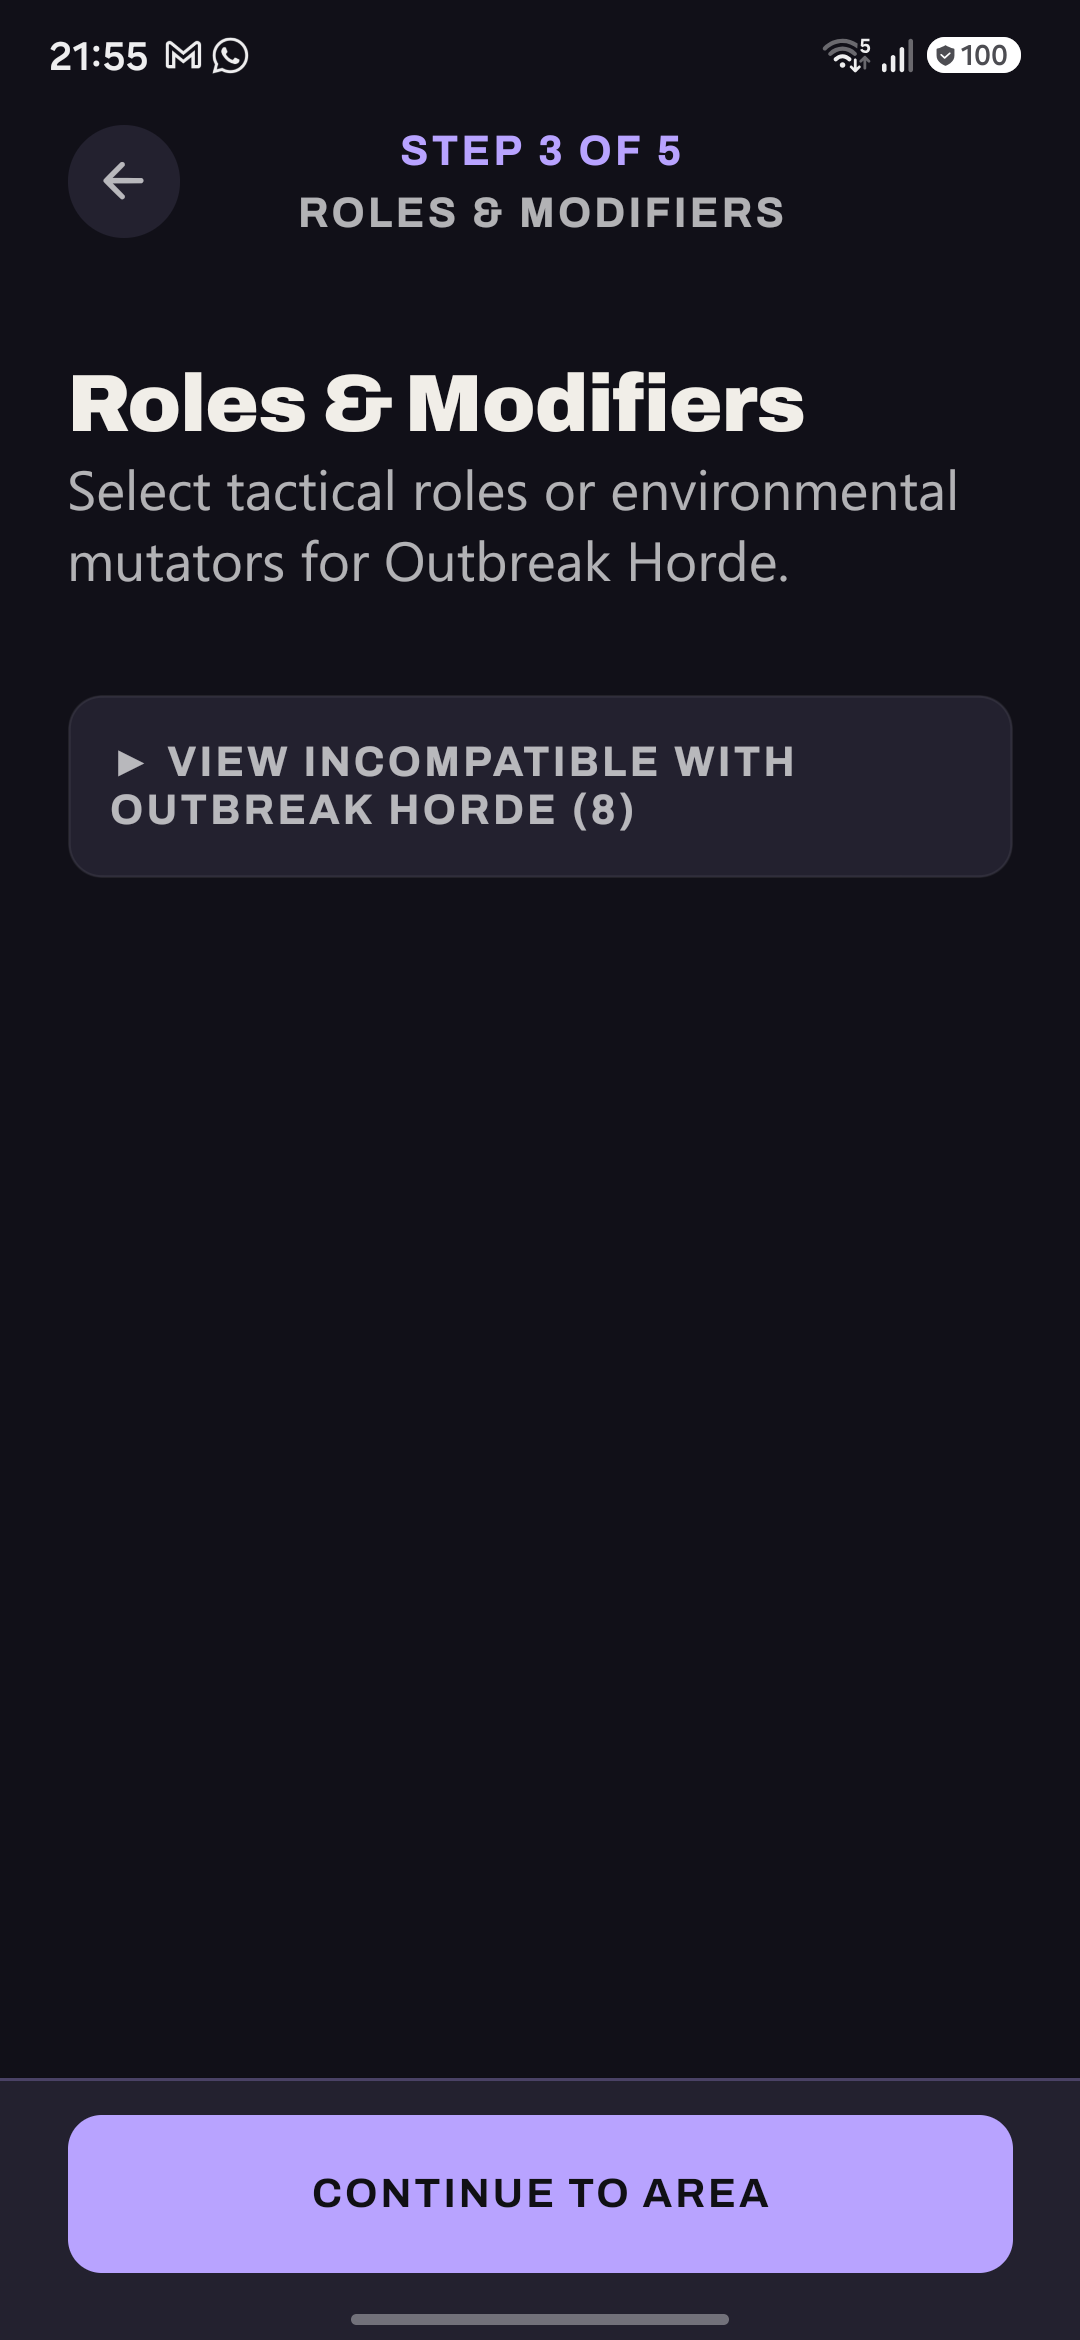 21:55
5
100
STEP 3 OF 5
ROLES & MODIFIERS
Roles & Modifiers
Select tactical roles or environmental
mutators for Outbreak Horde.
► VIEW INCOMPATIBLE WITH
OUTBREAK HORDE (8)
CONTINUE TO AREA